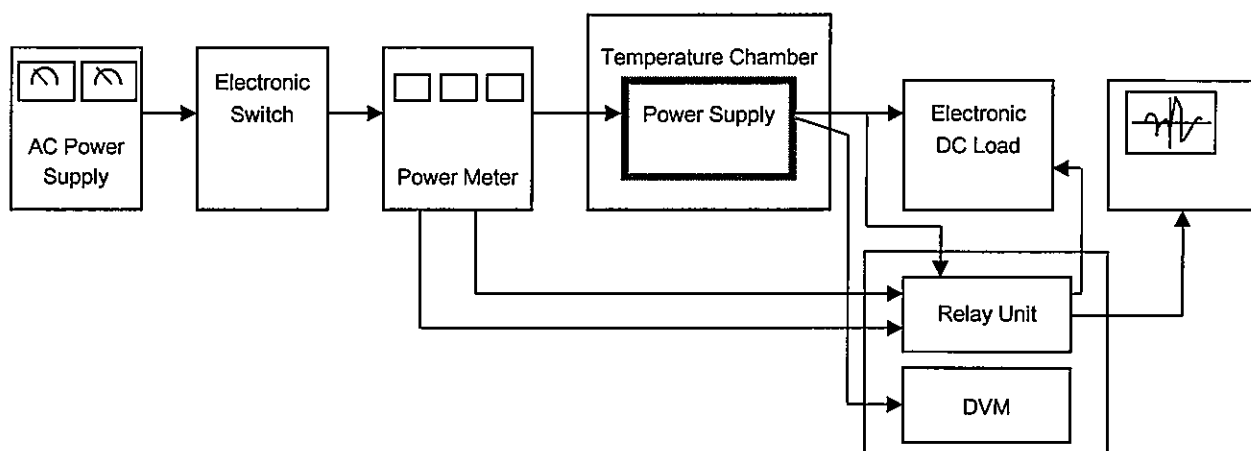 AC Power
Supply
Electronic
Switch
Power Meter
Temperature Chamber
Power Supply
Electronic
DC Load
Relay Unit
DVM